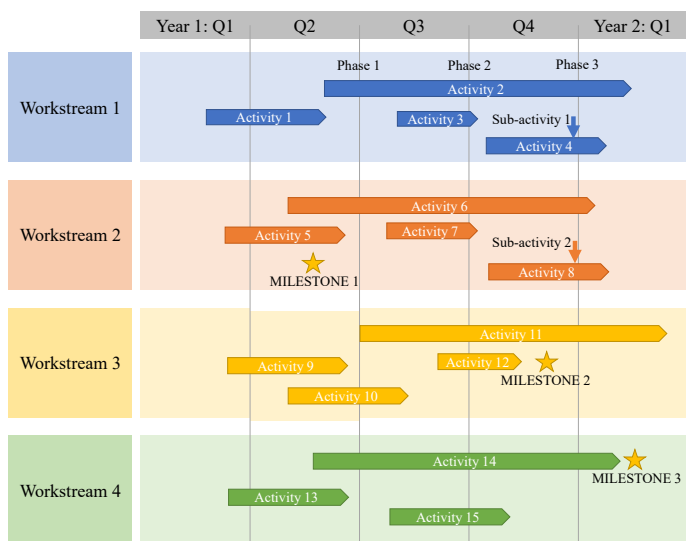 Year 1: Q1 Q2 Q3 Q4 Year 2: Q1
Phase 1 Phase 2 Phase 3
Workstream 1
Activity 2
Activity 1
Activity 3
Sub-activity 1
Activity 4
Workstream 2
Activity 6
Activity 5
Activity 7
Sub-activity 2
Activity 8
MILESTONE 1
Workstream 3
Activity 11
Activity 9
Activity 12
MILESTONE 2
Activity 10
Workstream 4
Activity 14
MILESTONE 3
Activity 13
Activity 15